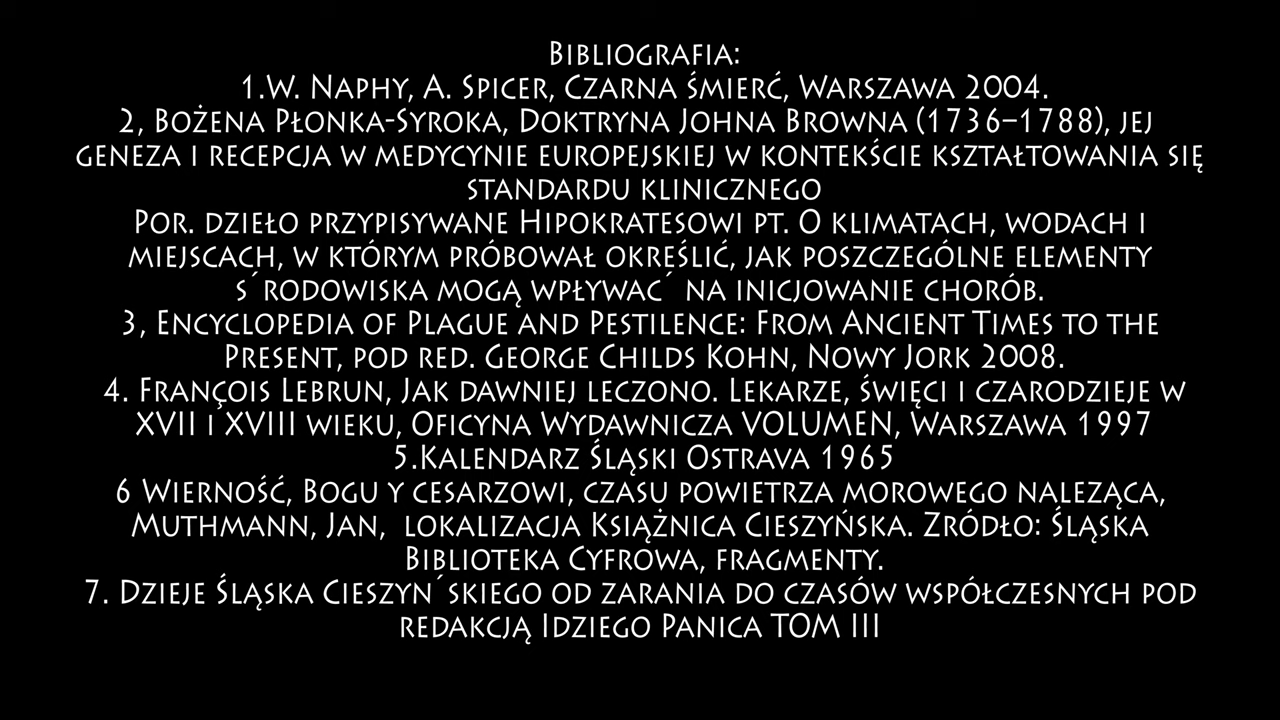 Bibliografia:
1.W. Naphy, A. Spicer, Czarna śmierć, Warszawa 2004.
2, Bożena Płonka-Syroka, Doktryna Johna Browna (1736–1788), jej
geneza i recepcja w medycynie europejskiej w kontekście kształtowania się
standardu klinicznego
Por. dzieło przypisywane Hipokratesowi pt. O klimatach, wodach i
miejscach, w którym próbował określić, jak poszczególne elementy
s´rodowiska mogą wpływac´ na inicjowanie chorób.
3, Encyclopedia of Plague and Pestilence: From Ancient Times to the
Present, pod red. George Childs Kohn, Nowy Jork 2008.
4. François Lebrun, Jak dawniej leczono. Lekarze, święci i czarodzieje w
XVII i XVIII wieku, Oficyna Wydawnicza VOLUMEN, Warszawa 1997
5.Kalendarz Śląski Ostrava 1965
6 Wierność, Bogu y cesarzowi, czasu powietrza morowego naleząca,
Muthmann, Jan,  lokalizacja Książnica Cieszyńska. Zródło: Śląska
Biblioteka Cyfrowa, fragmenty.
7. Dzieje Śląska Cieszyn´skiego od zarania do czasów współczesnych pod
redakcją Idziego Panica TOM III